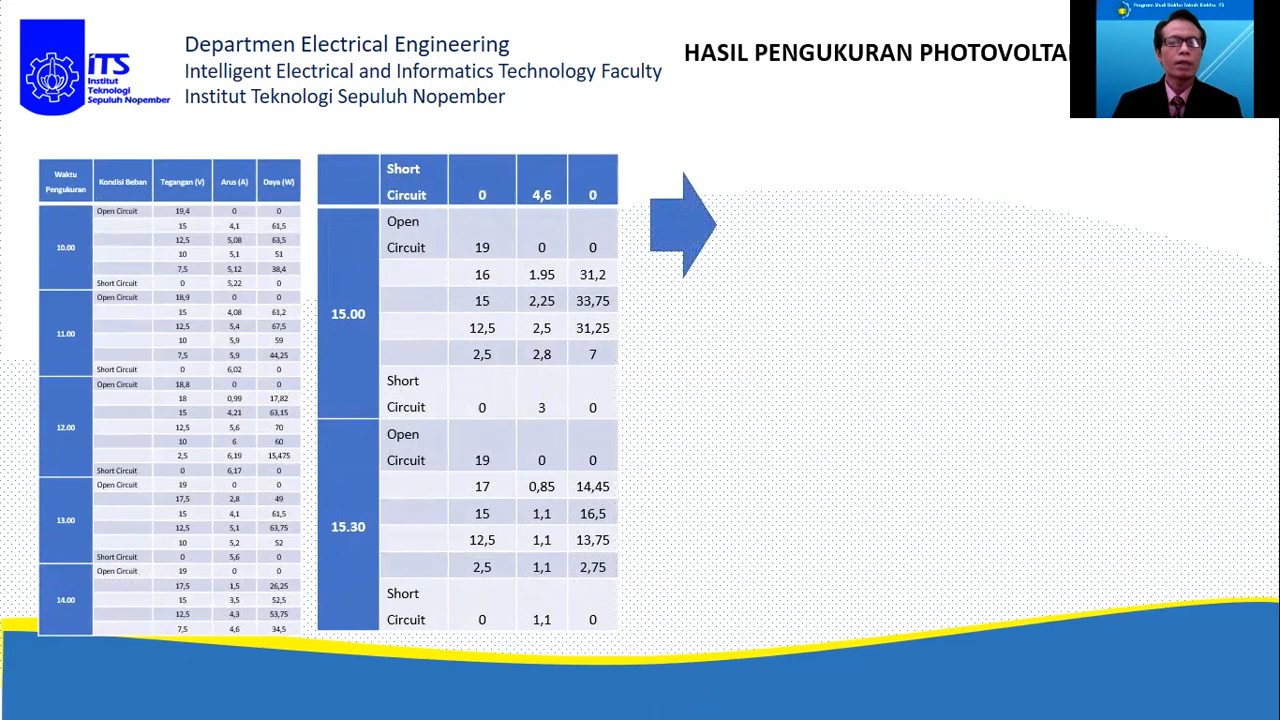 iTS
Institut
Teknologi
Sepuluh Nopember
Departmen Electrical Engineering
Intelligent Electrical and Informatics Technology Faculty
Institut Teknologi Sepuluh Nopember
HASIL PENGUKURAN PHOTOVOLTA
Program Studi Doktor Teknik Elektro ITS
Waktu Pengukuran Kondisi Beban Tegangan (V) Arus (A) Daya (W)
10.00 Open Circuit 19,4 0 0
15 4,1 61,5
12,5 5,08 63,5
10 5,1 51
7,5 5,12 38,4
Short Circuit 0 5,22 0
11.00 Open Circuit 18,9 0 0
15 4,08 61,2
12,5 5,4 67,5
10 5,9 59
7,5 5,9 44,25
Short Circuit 0 6,02 0
12.00 Open Circuit 18,8 0 0
18 0,99 17,82
15 4,21 63,15
12,5 5,6 70
10 6 60
2,5 6,19 15,475
Short Circuit 0 6,17 0
13.00 Open Circuit 19 0 0
17,5 2,8 49
15 4,1 61,5
12,5 5,1 63,75
10 5,2 52
Short Circuit 0 5,6 0
14.00 Open Circuit 19 0 0
17,5 1,5 26,25
15 3,5 52,5
12,5 4,3 53,75
7,5 4,6 34,5
Short
Circuit 0 4,6 0
15.00 Open
Circuit 19 0 0
16 1.95 31,2
15 2,25 33,75
12,5 2,5 31,25
2,5 2,8 7
Short
Circuit 0 3 0
15.30 Open
Circuit 19 0 0
17 0,85 14,45
15 1,1 16,5
12,5 1,1 13,75
2,5 1,1 2,75
Short
Circuit 0 1,1 0